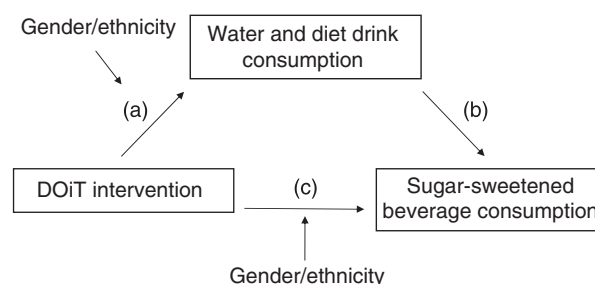 Gender/ethnicity
Water and diet drink
consumption
(a)
(b)
DOiT intervention
(c)
Sugar-sweetened
beverage consumption
Gender/ethnicity